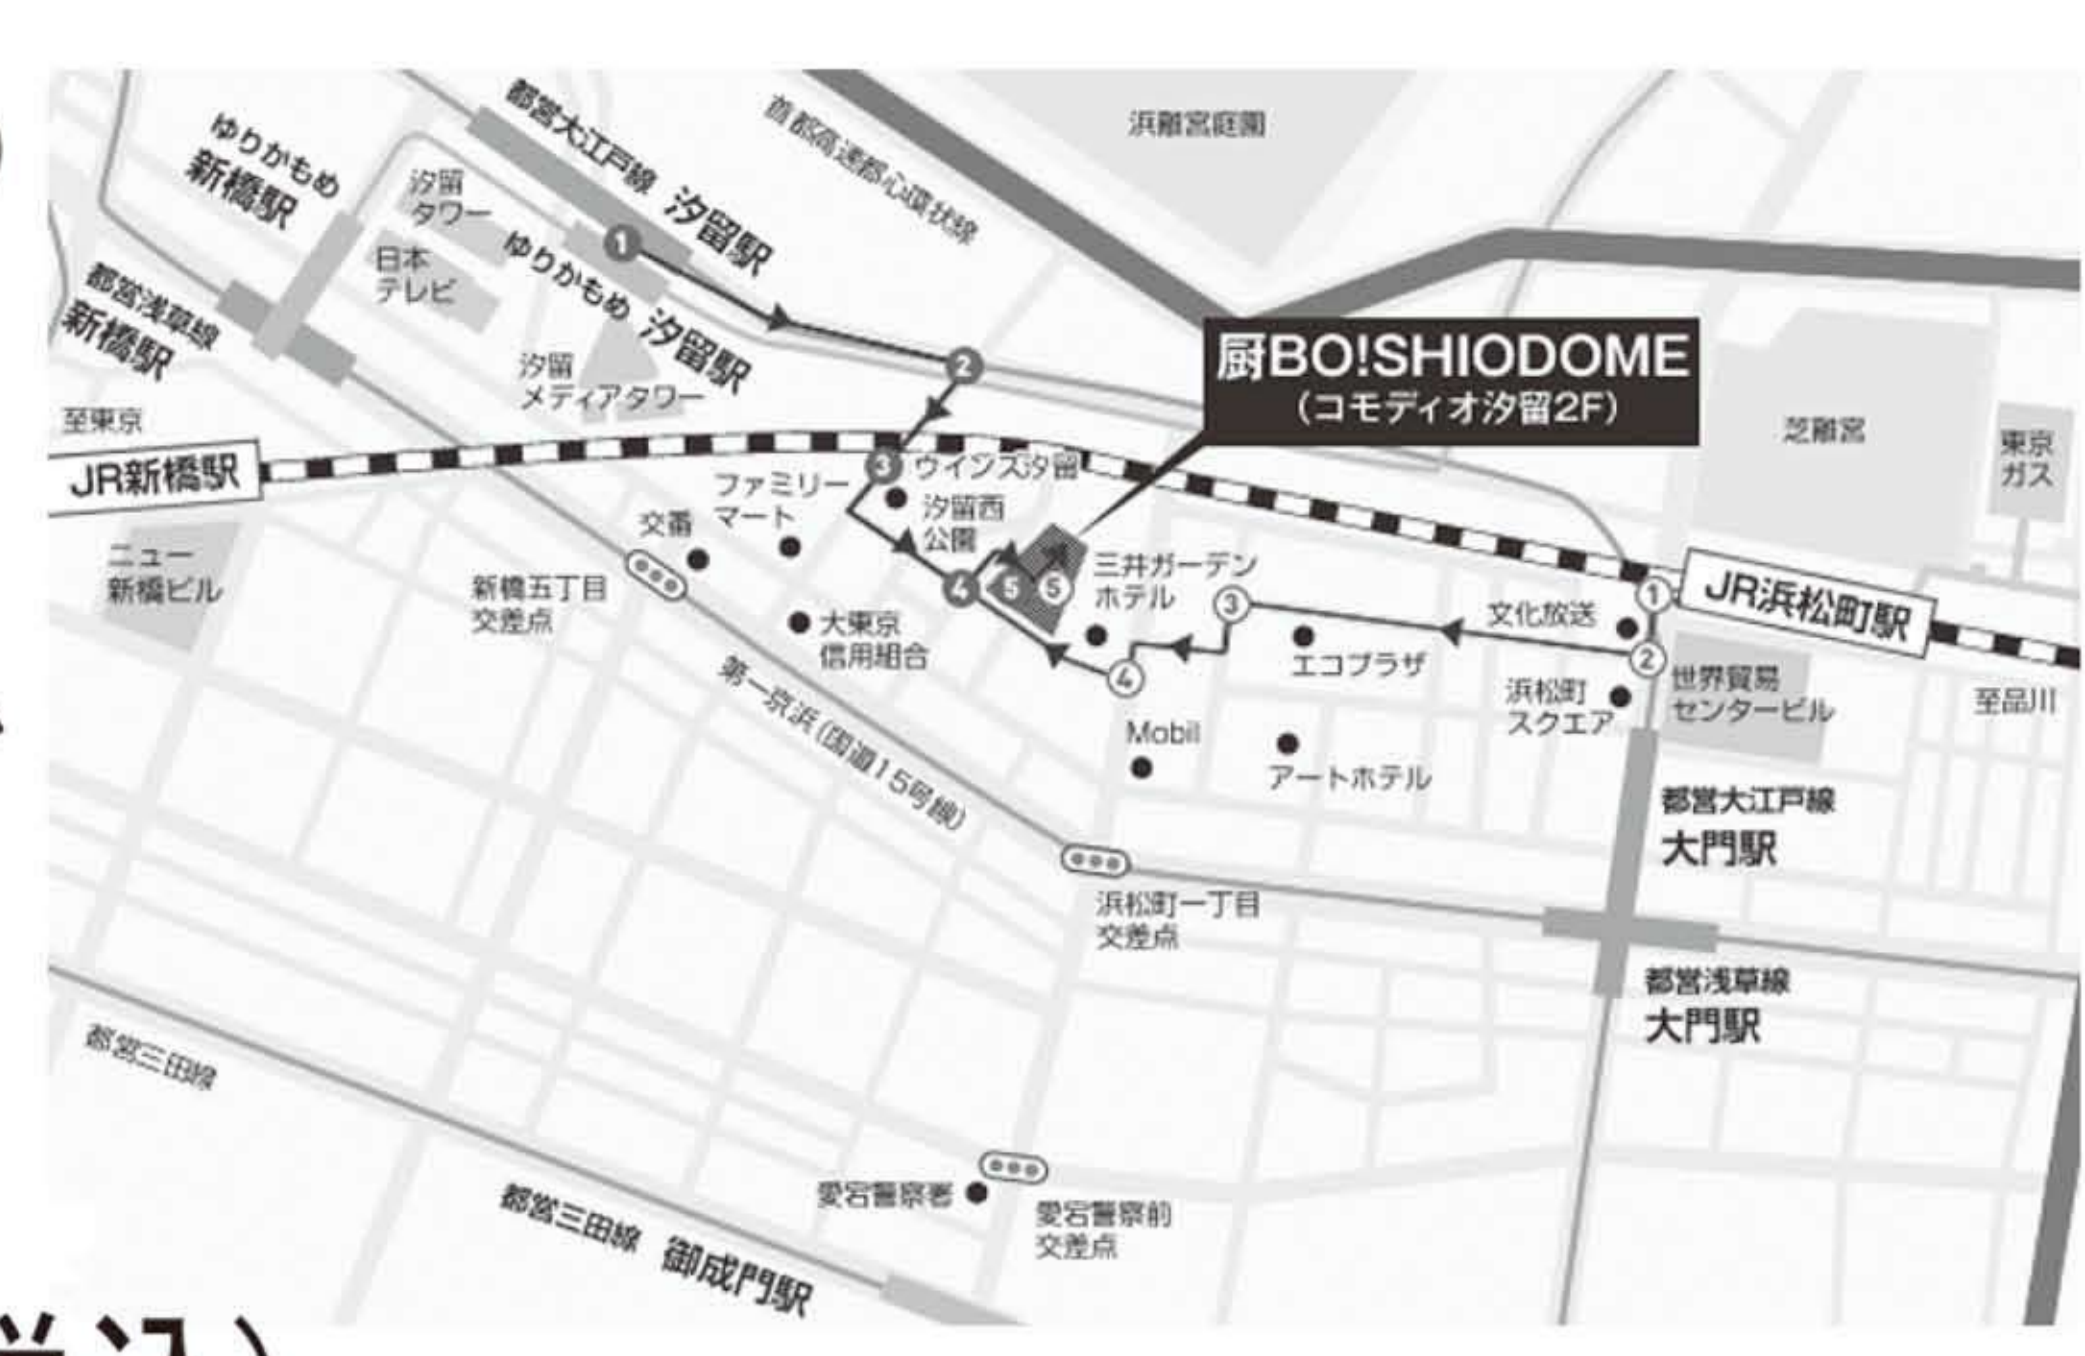 都営大江戸線 汐留駅
首都高速都心環状線
浜離宮庭園
ゆりかもめ
新橋駅
汐留
タワー
日本
テレビ
ゆりかもめ 汐留駅
都営浅草線
新橋駅
汐留
メディアタワー
1
2
厨BO!SHIODOME
(コモディオ汐留2F)
芝離宮
東京
ガス
至東京
JR新橋駅
3
ウインズ汐留
ファミリー
マート
汐留西
公園
交番
ニュー
新橋ビル
新橋五丁目
交差点
4
5
5
三井ガーデン
ホテル
3
文化放送
1
JR浜松町駅
大東京
信用組合
エコプラザ
2
世界貿易
センタービル
至品川
4
浜松町
スクエア
第一京浜(国道15号線)
Mobil
アートホテル
都営大江戸線
大門駅
浜松町一丁目
交差点
都営浅草線
大門駅
都営三田線
愛宕警察署
愛宕警察前
交差点
都営三田線 御成門駅